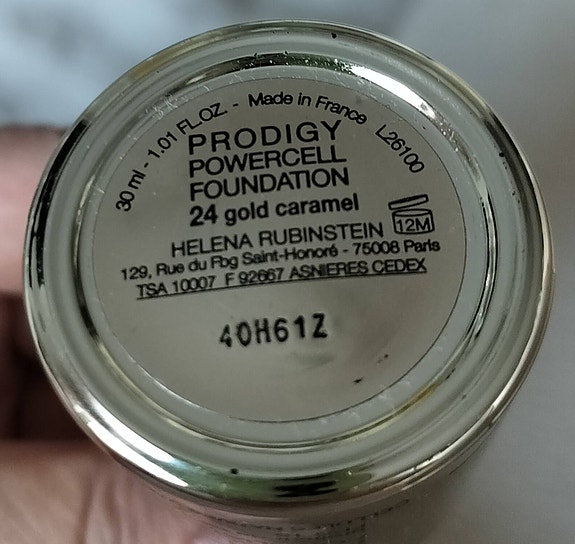 30 ml - 1.01 FL.OZ. - Made in France L26100
PRODIGY
POWERCELL
FOUNDATION
24 gold caramel
12M
HELENA RUBINSTEIN
129, Rue du Fbg Saint-Honoré - 75008 Paris
TSA 10007 F 92667 ASNIERES CEDEX
40H61Z